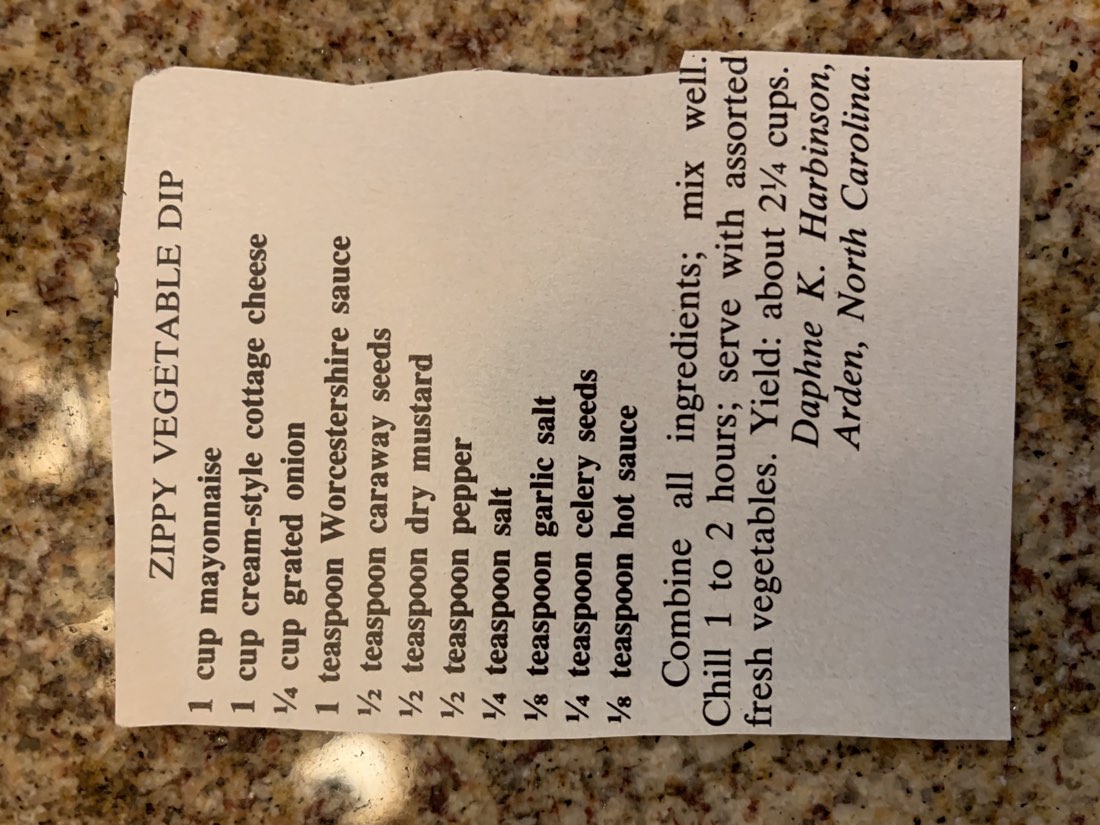 ZIPPY VEGETABLE DIP
1 cup mayonnaise
1 cup cream-style cottage cheese
¼ cup grated onion
1 teaspoon Worcestershire sauce
½ teaspoon caraway seeds
½ teaspoon dry mustard
½ teaspoon pepper
¼ teaspoon salt
⅛ teaspoon garlic salt
¼ teaspoon celery seeds
⅛ teaspoon hot sauce
Combine all ingredients; mix well.
Chill 1 to 2 hours; serve with assorted
fresh vegetables. Yield: about 2¼ cups.
Daphne K. Harbinson,
Arden, North Carolina.